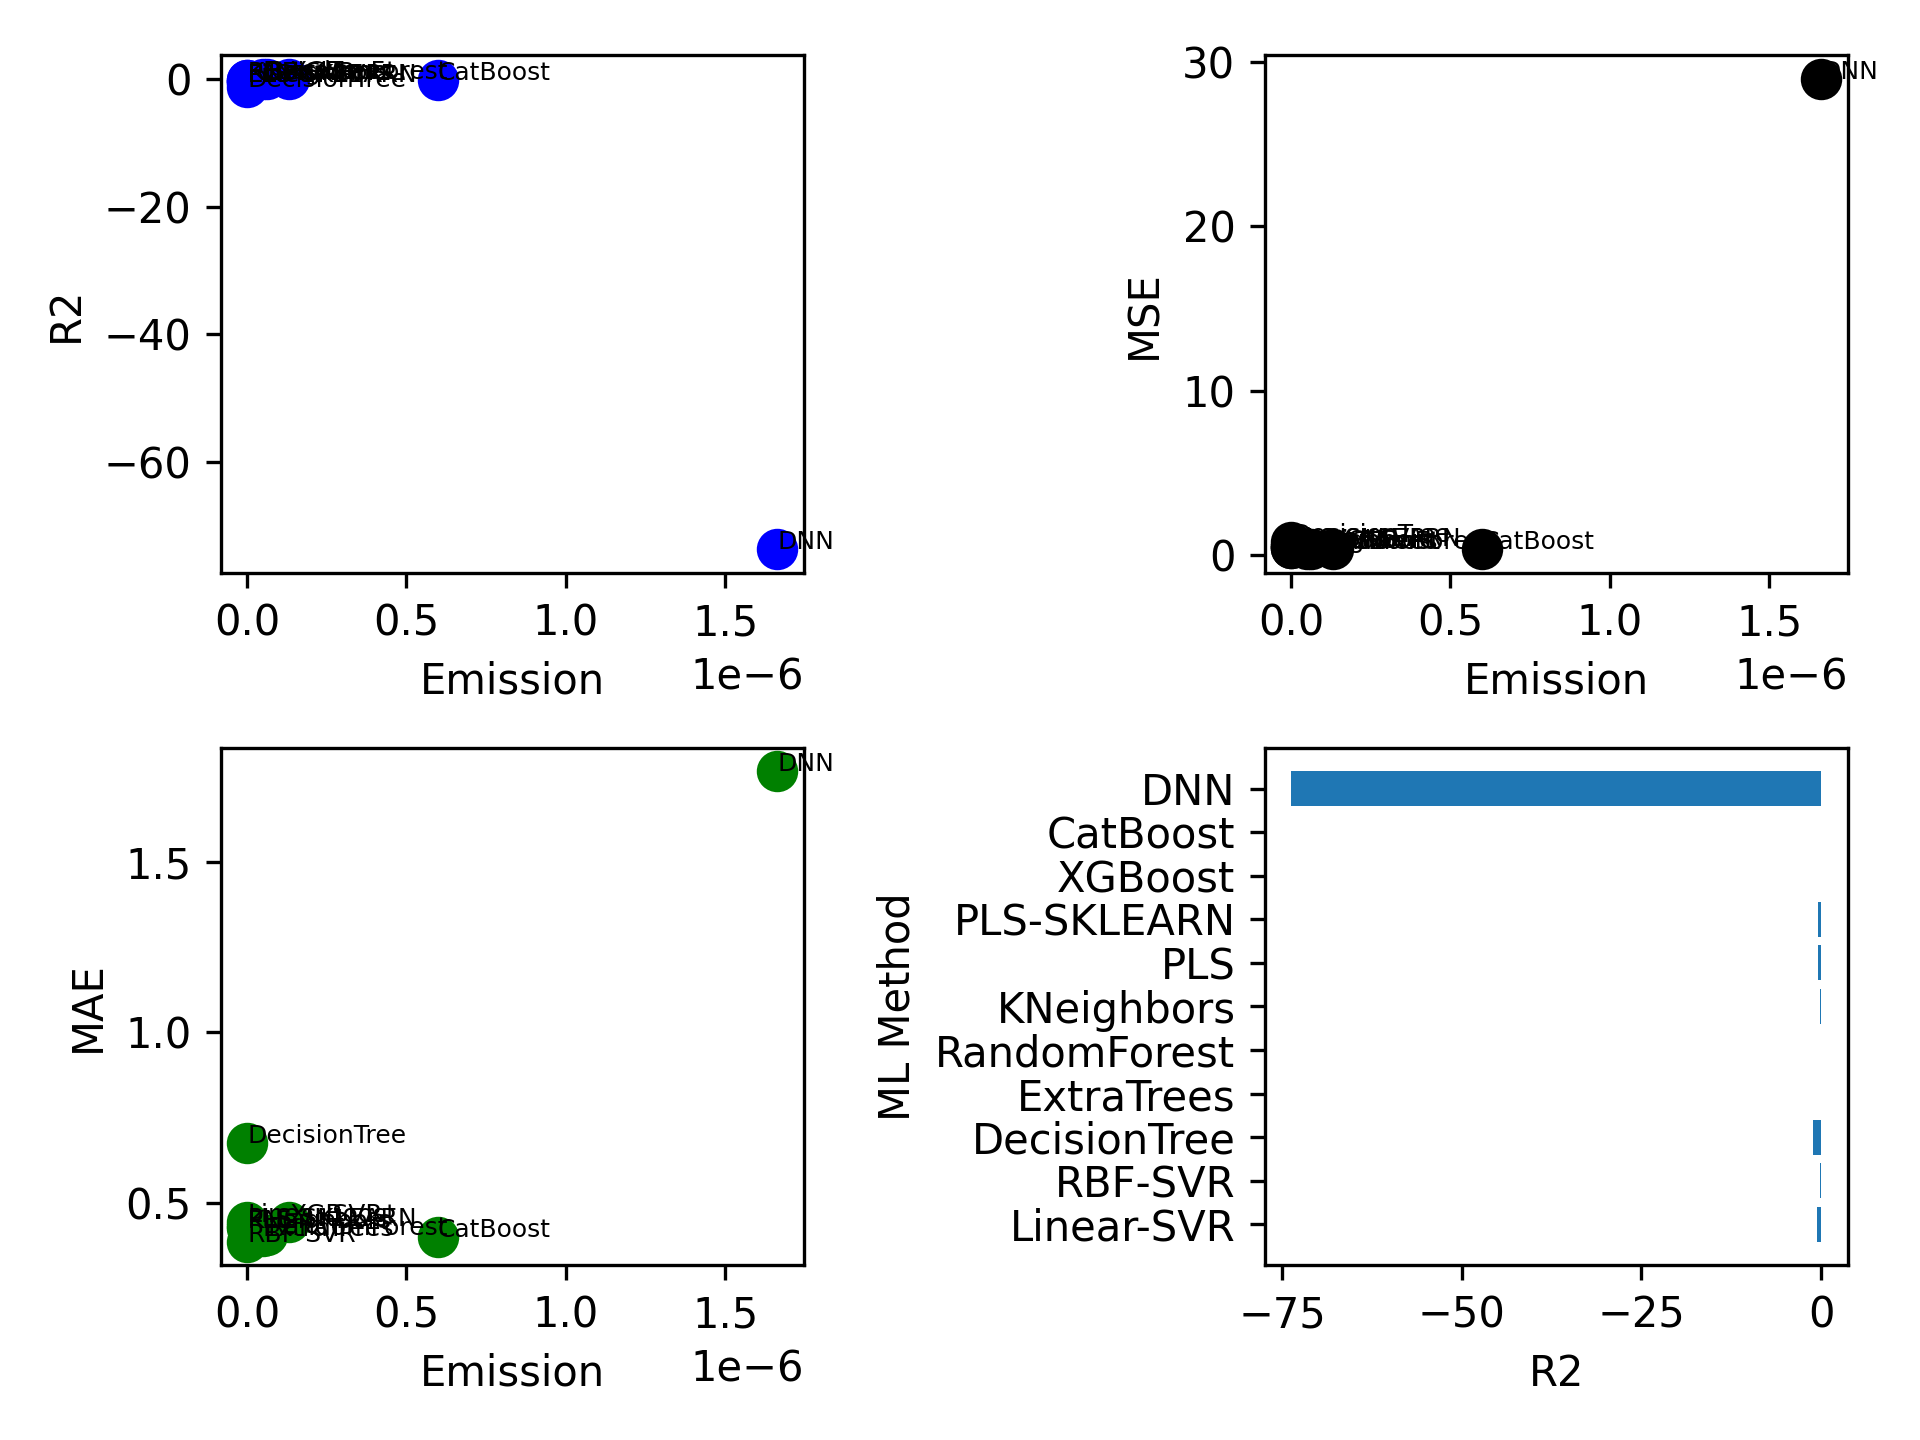 0
−20
−40
−60
R2
CatBoost
DecisionTree
DNN
0.0
0.5
1.0
1.5
1e−6
Emission
30
20
10
0
MSE
DNN
CatBoost
0.0
0.5
1.0
1.5
1e−6
Emission
1.5
1.0
0.5
MAE
DNN
DecisionTree
CatBoost
RBF-SVR
0.0
0.5
1.0
1.5
1e−6
Emission
ML Method
DNN
CatBoost
XGBoost
PLS-SKLEARN
PLS
KNeighbors
RandomForest
ExtraTrees
DecisionTree
RBF-SVR
Linear-SVR
−75
−50
−25
0
R2